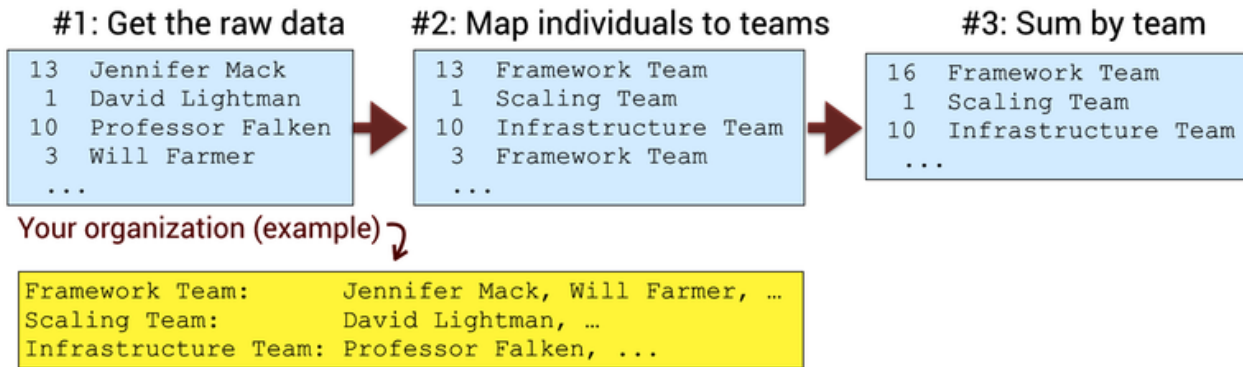 #1: Get the raw data
13 Jennifer Mack
1 David Lightman
10 Professor Falken
3 Will Farmer
...
#2: Map individuals to teams
13 Framework Team
1 Scaling Team
10 Infrastructure Team
3 Framework Team
...
#3: Sum by team
16 Framework Team
1 Scaling Team
10 Infrastructure Team
...
Your organization (example)
Framework Team: Jennifer Mack, Will Farmer, …
Scaling Team: David Lightman, …
Infrastructure Team: Professor Falken, ...